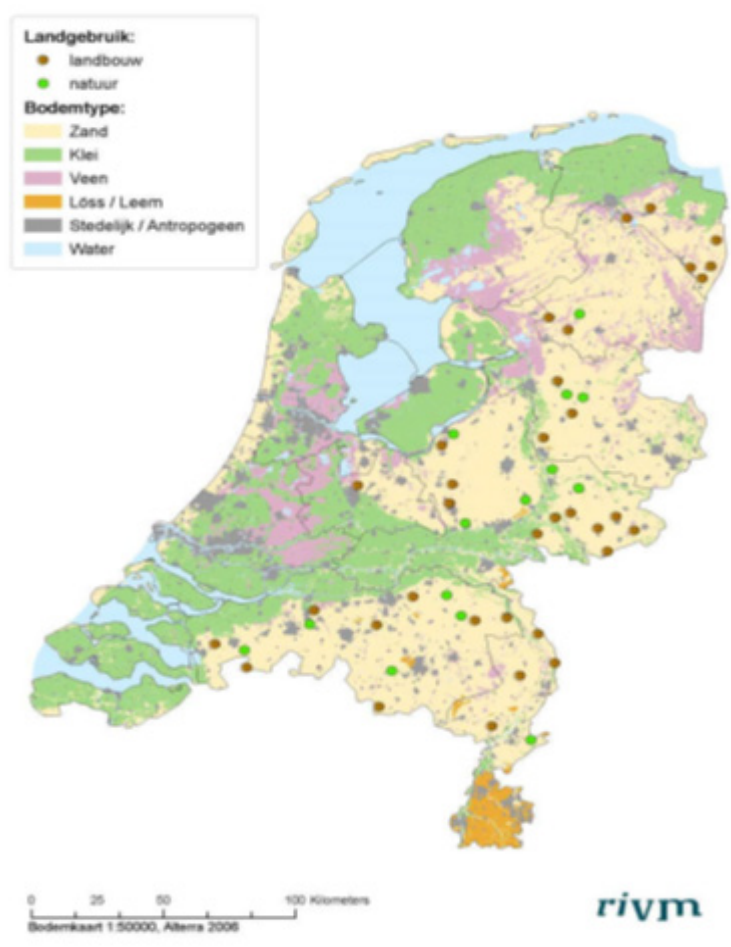 Landgebruik:
landbouw
natuur
Bodemtype:
Zand
Klei
Veen
Löss / Leem
Stedelijk / Antropogeen
Water
0 25 50 100 Kilometers
Bodemkaart 1:50000, Alterra 2006
rivm